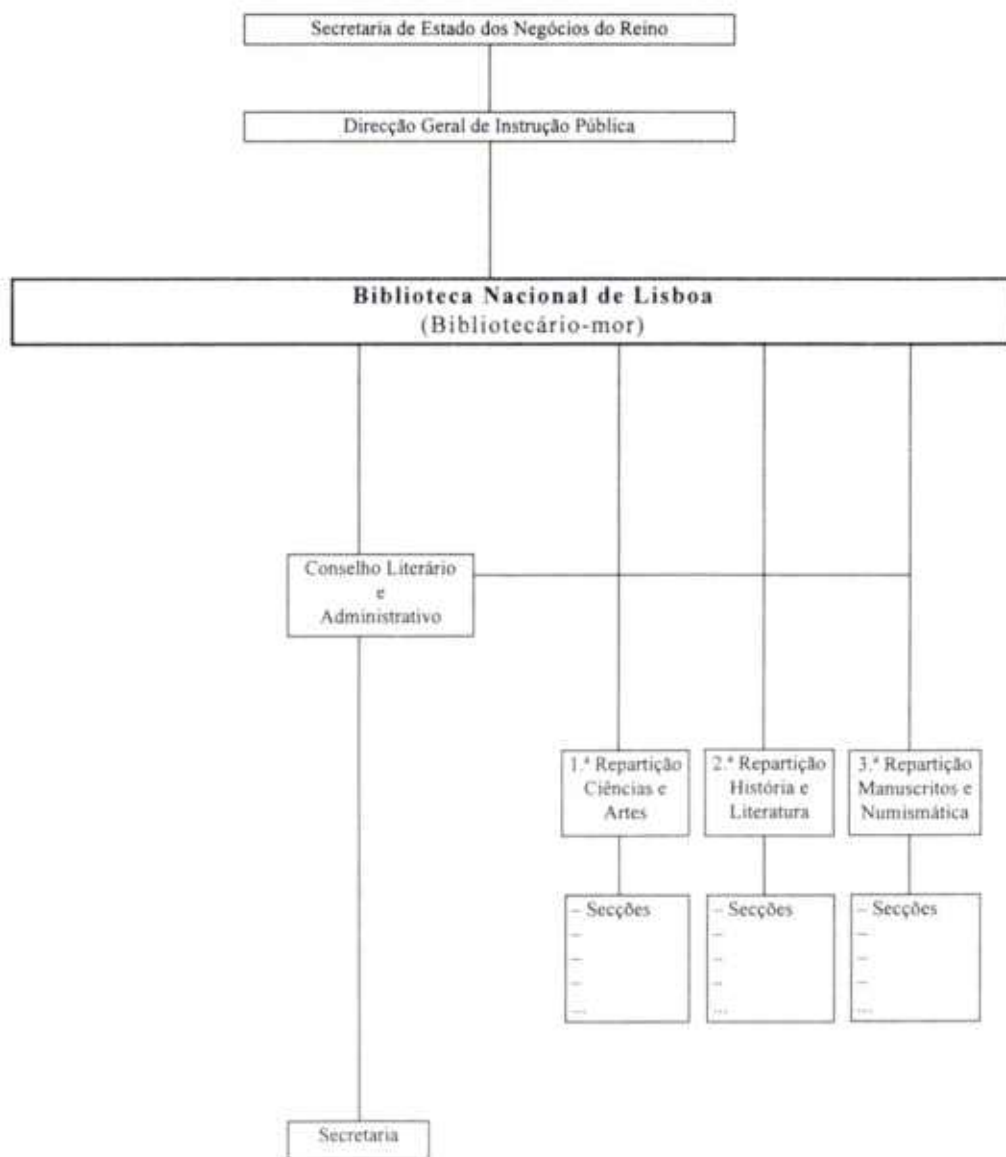 Secretaria de Estado dos Negócios do Reino
Direcção Geral de Instrução Pública
Biblioteca Nacional de Lisboa
(Bibliotecário-mor)
Conselho Literário
e
Administrativo
1.ª Repartição
Ciências e
Artes
2.ª Repartição
História e
Literatura
3.ª Repartição
Manuscritos e
Numismática
– Secções
–
–
–
...
– Secções
–
–
–
...
– Secções
–
–
–
...
Secretaria